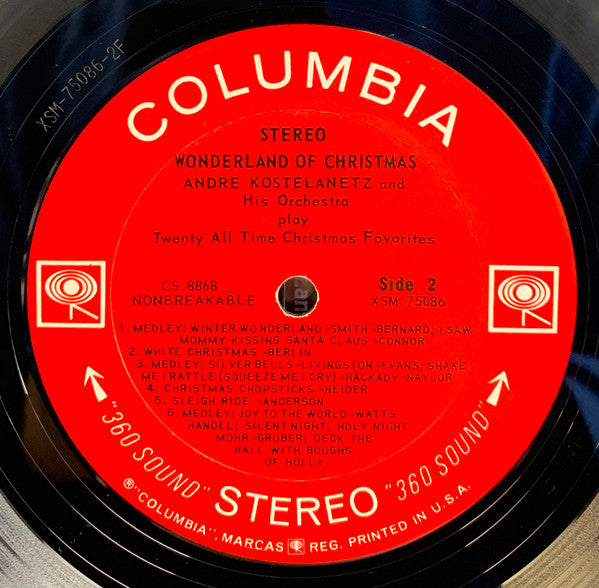 XSM-75086-2F
COLUMBIA
STEREO
WONDERLAND OF CHRISTMAS
ANDRE KOSTELANETZ and
His Orchestra
play
Twenty All Time Christmas Favorites
CS 8868
NONBREAKABLE
Side 2
XSM 75086
1. MEDLEY: WINTER WONDERLAND -SMITH -BERNARD; I SAW
MOMMY KISSING SANTA CLAUS -CONNOR
2. WHITE CHRISTMAS -BERLIN
3. MEDLEY: SILVER BELLS -LIVINGSTON -EVANS; SHAKE
ME I RATTLE (SQUEEZE ME I CRY) -HACKADY -NAYLOR
4. CHRISTMAS CHOPSTICKS -HEIDER
5. SLEIGH RIDE -ANDERSON
6. MEDLEY: JOY TO THE WORLD -WATTS
HANDEL; SILENT NIGHT, HOLY NIGHT
MOHR -GRUBER; DECK THE
HALL WITH BOUGHS
OF HOLLY
"360 SOUND" STEREO "360 SOUND"
Ⓡ"COLUMBIA", MARCAS REG. PRINTED IN U.S.A.